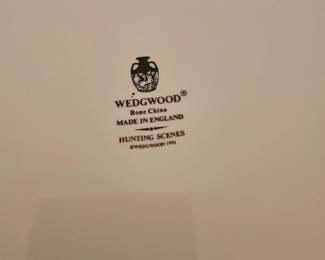 WEDGWOOD®
Bone China
MADE IN ENGLAND
HUNTING SCENES
©WEDGWOOD 1991